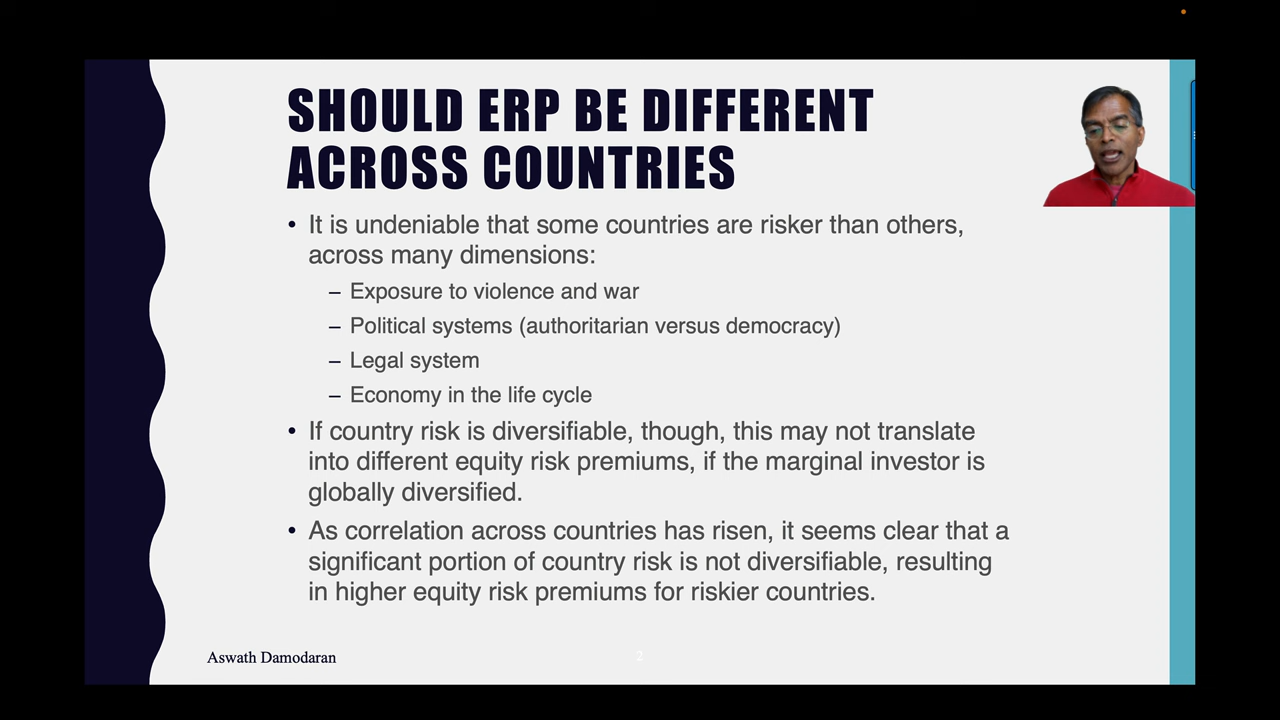 SHOULD ERP BE DIFFERENT
ACROSS COUNTRIES
• It is undeniable that some countries are risker than others,
across many dimensions:
– Exposure to violence and war
– Political systems (authoritarian versus democracy)
– Legal system
– Economy in the life cycle
• If country risk is diversifiable, though, this may not translate
into different equity risk premiums, if the marginal investor is
globally diversified.
• As correlation across countries has risen, it seems clear that a
significant portion of country risk is not diversifiable, resulting
in higher equity risk premiums for riskier countries.
Aswath Damodaran
2